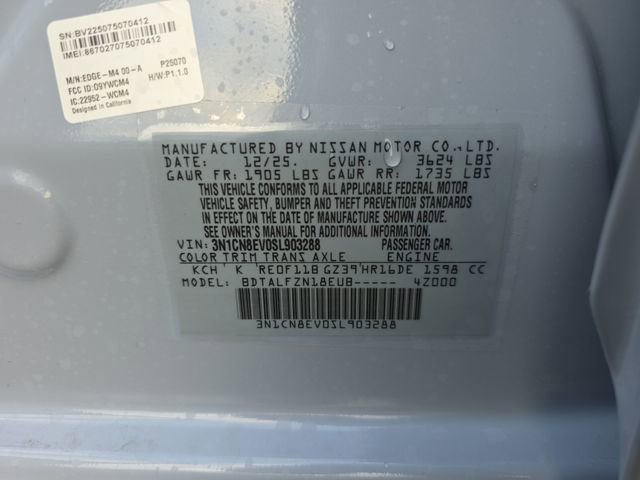 SN:BV225075070412
IMEI:867027075070412
M/N:EDGE-M4 00-A P25070
FCC ID:O9YWCM4 H/W:P1.1.0
IC:22952-WCM4
Designed in California
MANUFACTURED BY NISSAN MOTOR CO.,LTD.
DATE: 12/25. GVWR: 3624 LBS
GAWR FR: 1905 LBS GAWR RR: 1735 LBS
THIS VEHICLE CONFORMS TO ALL APPLICABLE FEDERAL MOTOR
VEHICLE SAFETY, BUMPER AND THEFT PREVENTION STANDARDS
IN EFFECT ON THE DATE OF MANUFACTURE SHOWN ABOVE.
SEE OWNER'S MANUAL FOR ADDITIONAL INFORMATION
VIN: 3N1CN8EV0SL903288 PASSENGER CAR.
COLOR TRIM TRANS AXLE ENGINE
KCH K RE0F11B GZ39 HR16DE 1598 CC
MODEL: BDTALFZN18EUB----- 4Z000
3N1CN8EV0SL903288